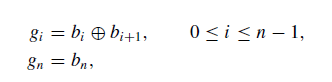 gᵢ = bᵢ ⊕ bᵢ₊₁, 0 ≤ i ≤ n − 1,
gₙ = bₙ,